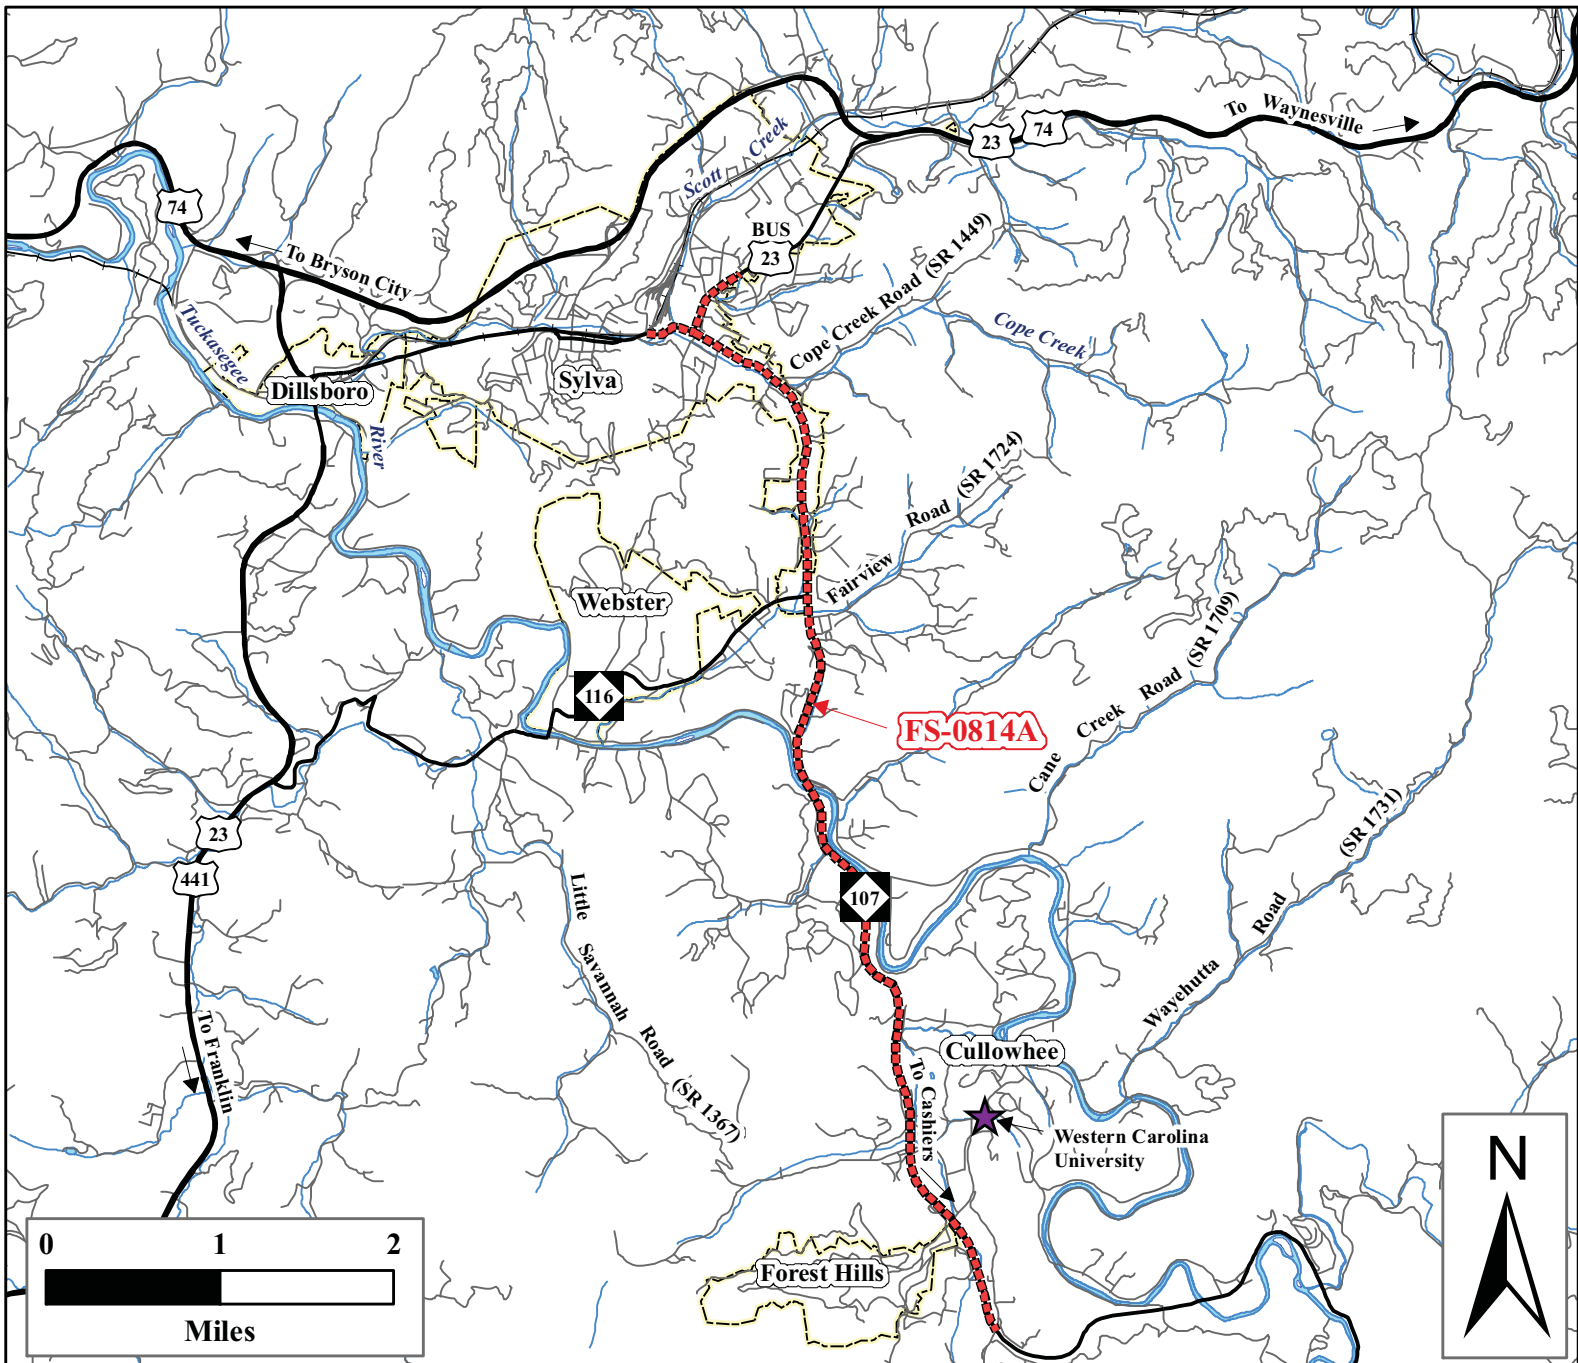 To Waynesville
23
74
Scott Creek
74
BUS
23
To Bryson City
Cope Creek Road (SR 1449)
Tuckasegee
River
Cope Creek
Dillsboro
Sylva
Road (SR 1724)
Fairview
Webster
116
FS-0814A
Cane Creek Road (SR 1709)
23
441
Little Savannah Road (SR 1367)
107
Wayehutta Road (SR 1731)
To Franklin
Cullowhee
To Cashiers
Western Carolina
University
Forest Hills
0 1 2
Miles
N